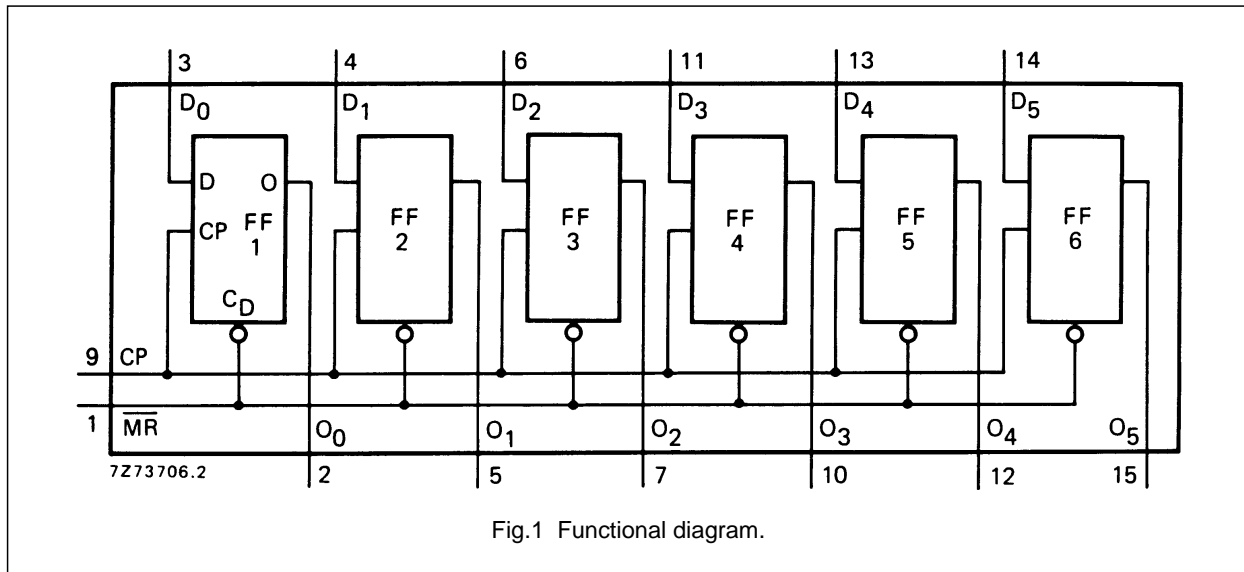 3 4 6 11 13 14
D0 D1 D2 D3 D4 D5
D O
CP FF 1 FF 2 FF 3 FF 4 FF 5 FF 6
CD
9 CP
1 MR O0 O1 O2 O3 O4 O5
7Z73706.2 2 5 7 10 12 15
Fig.1 Functional diagram.